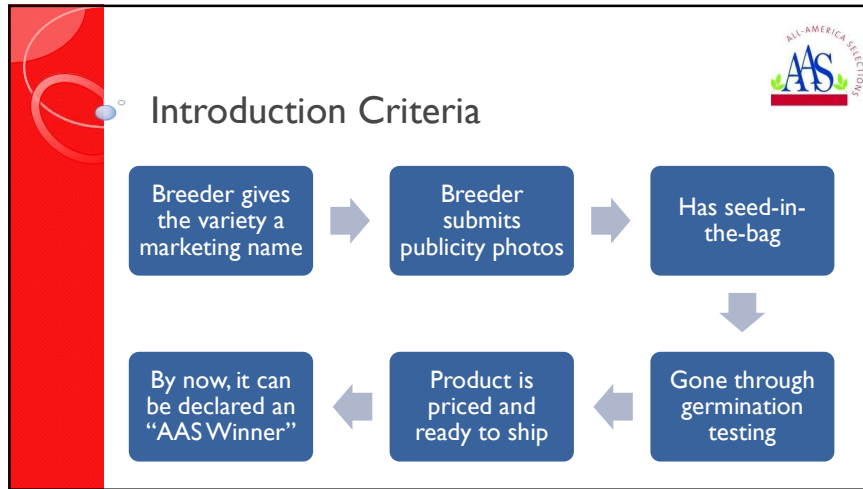 ALL-AMERICA SELECTIONS
AAS
Introduction Criteria
Breeder gives
the variety a
marketing name
Breeder
submits
publicity photos
Has seed-in-
the-bag
Gone through
germination
testing
Product is
priced and
ready to ship
By now, it can
be declared an
“AAS Winner”